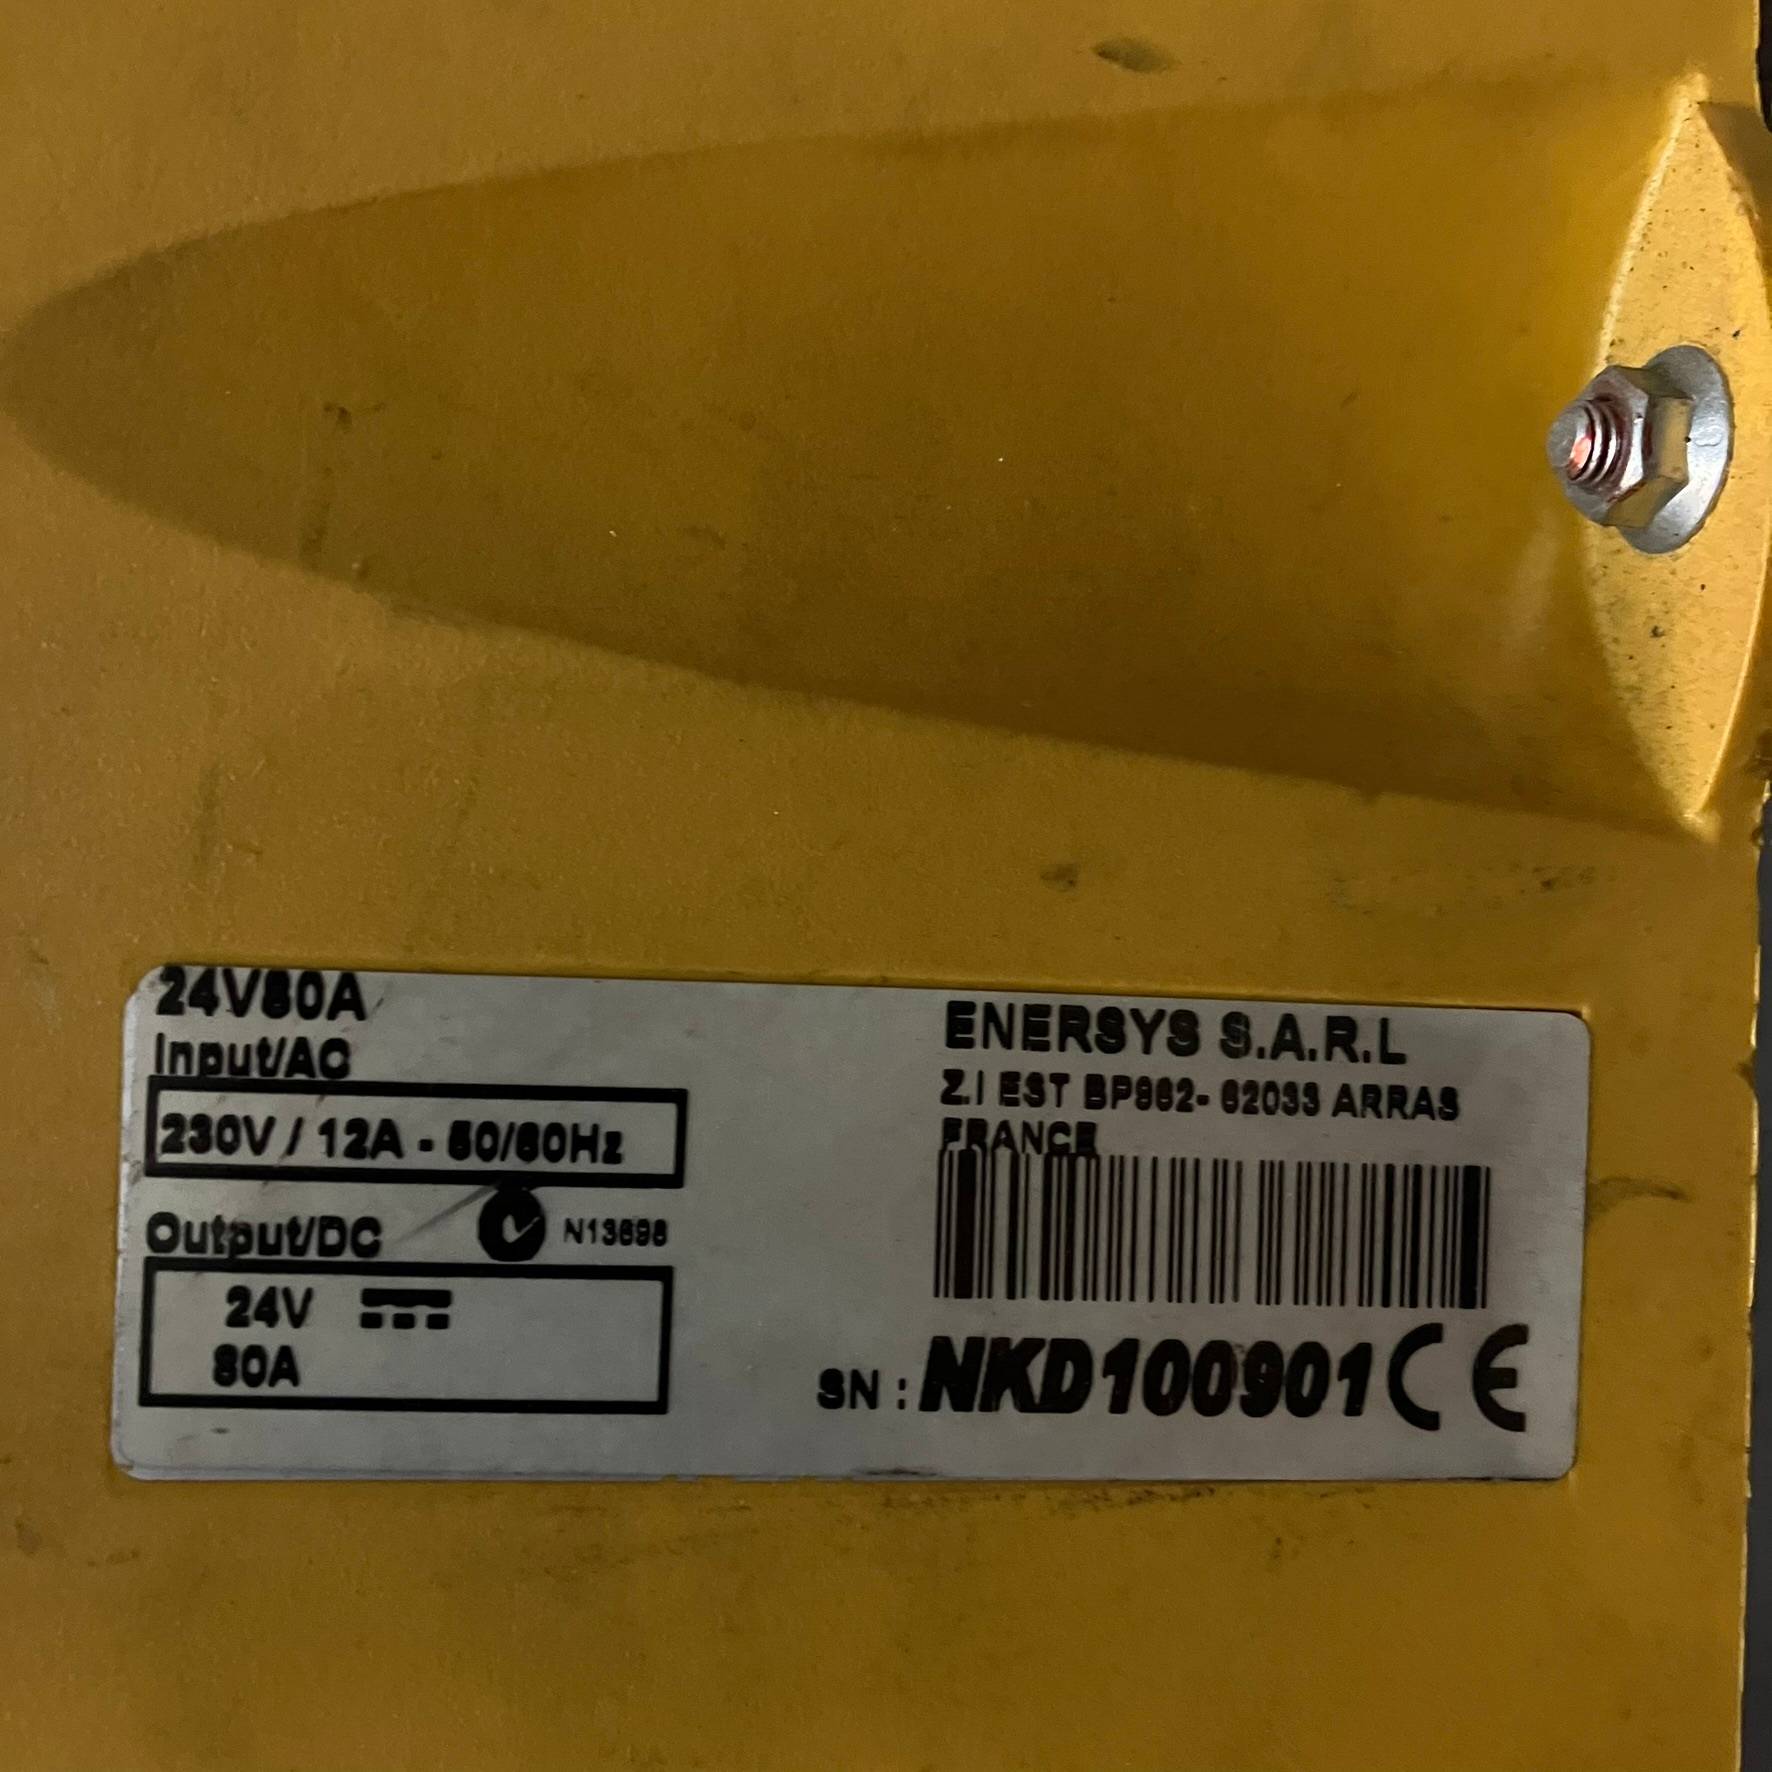 24V80A
Input/AC
230V / 12A - 50/60Hz
Output/DC
N13698
24V
80A
ENERSYS S.A.R.L
Z.I EST BP962- 62033 ARRAS
FRANCE
SN : NKD100901 CE